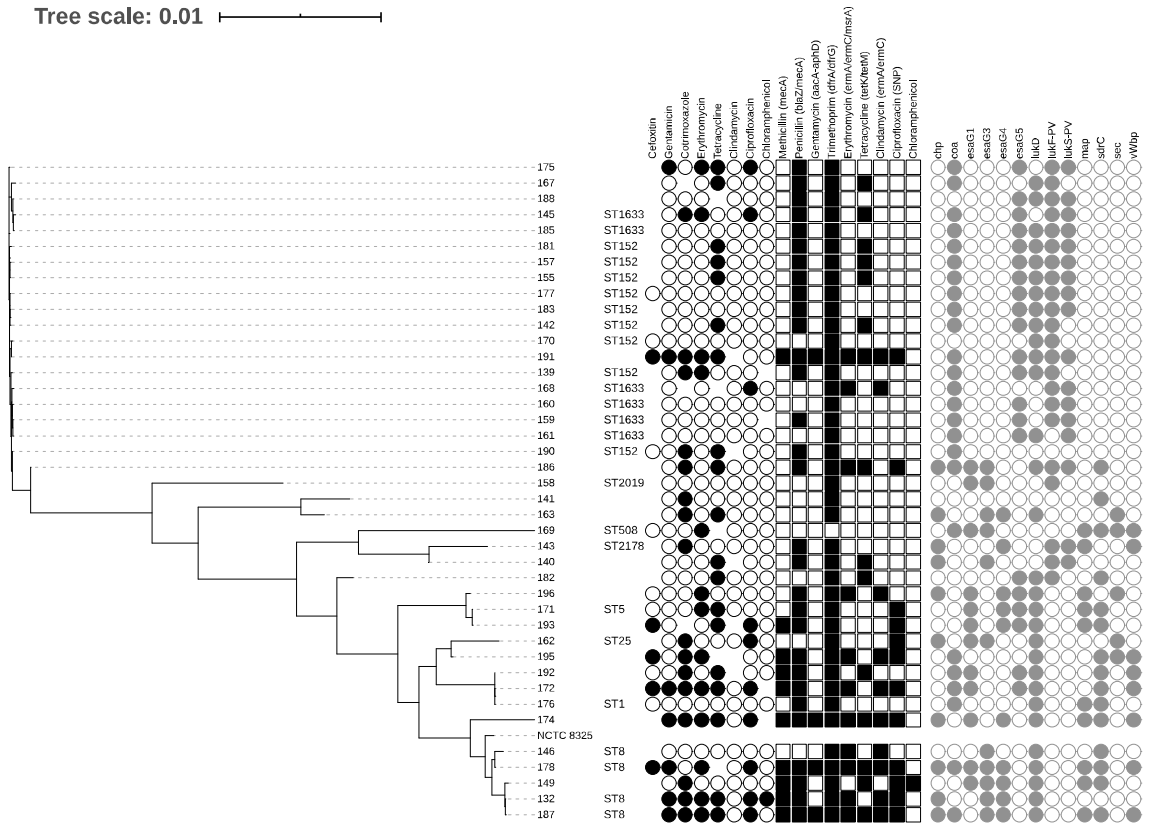 Tree scale: 0.01
Cefoxitin
Gentamicin
Cotrimoxazole
Erythromycin
Tetracycline
Clindamycin
Ciprofloxacin
Chloramphenicol
Methicillin (mecA)
Penicillin (blaZ/mecA)
Gentamycin (aacA-aphD)
Trimethoprim (dfrA/dfrG)
Erythromycin (ermA/ermC/msrA)
Tetracycline (tetK/tetM)
Clindamycin (ermA/ermC)
Ciprofloxacin (SNP)
Chloramphenicol
chp
coa
esaG1
esaG3
esaG4
esaG5
lukD
lukF-PV
lukS-PV
map
sdrC
sec
vWbp
175
167
188
145 ST1633
185 ST1633
181 ST152
157 ST152
155 ST152
177 ST152
183 ST152
142 ST152
170 ST152
191
139 ST152
168 ST1633
160 ST1633
159 ST1633
161 ST1633
190 ST152
186
158 ST2019
141
163
169 ST508
143 ST2178
140
182
196
171 ST5
193
162 ST25
195
192
172
176 ST1
174
NCTC 8325
146 ST8
178 ST8
149
132 ST8
187 ST8